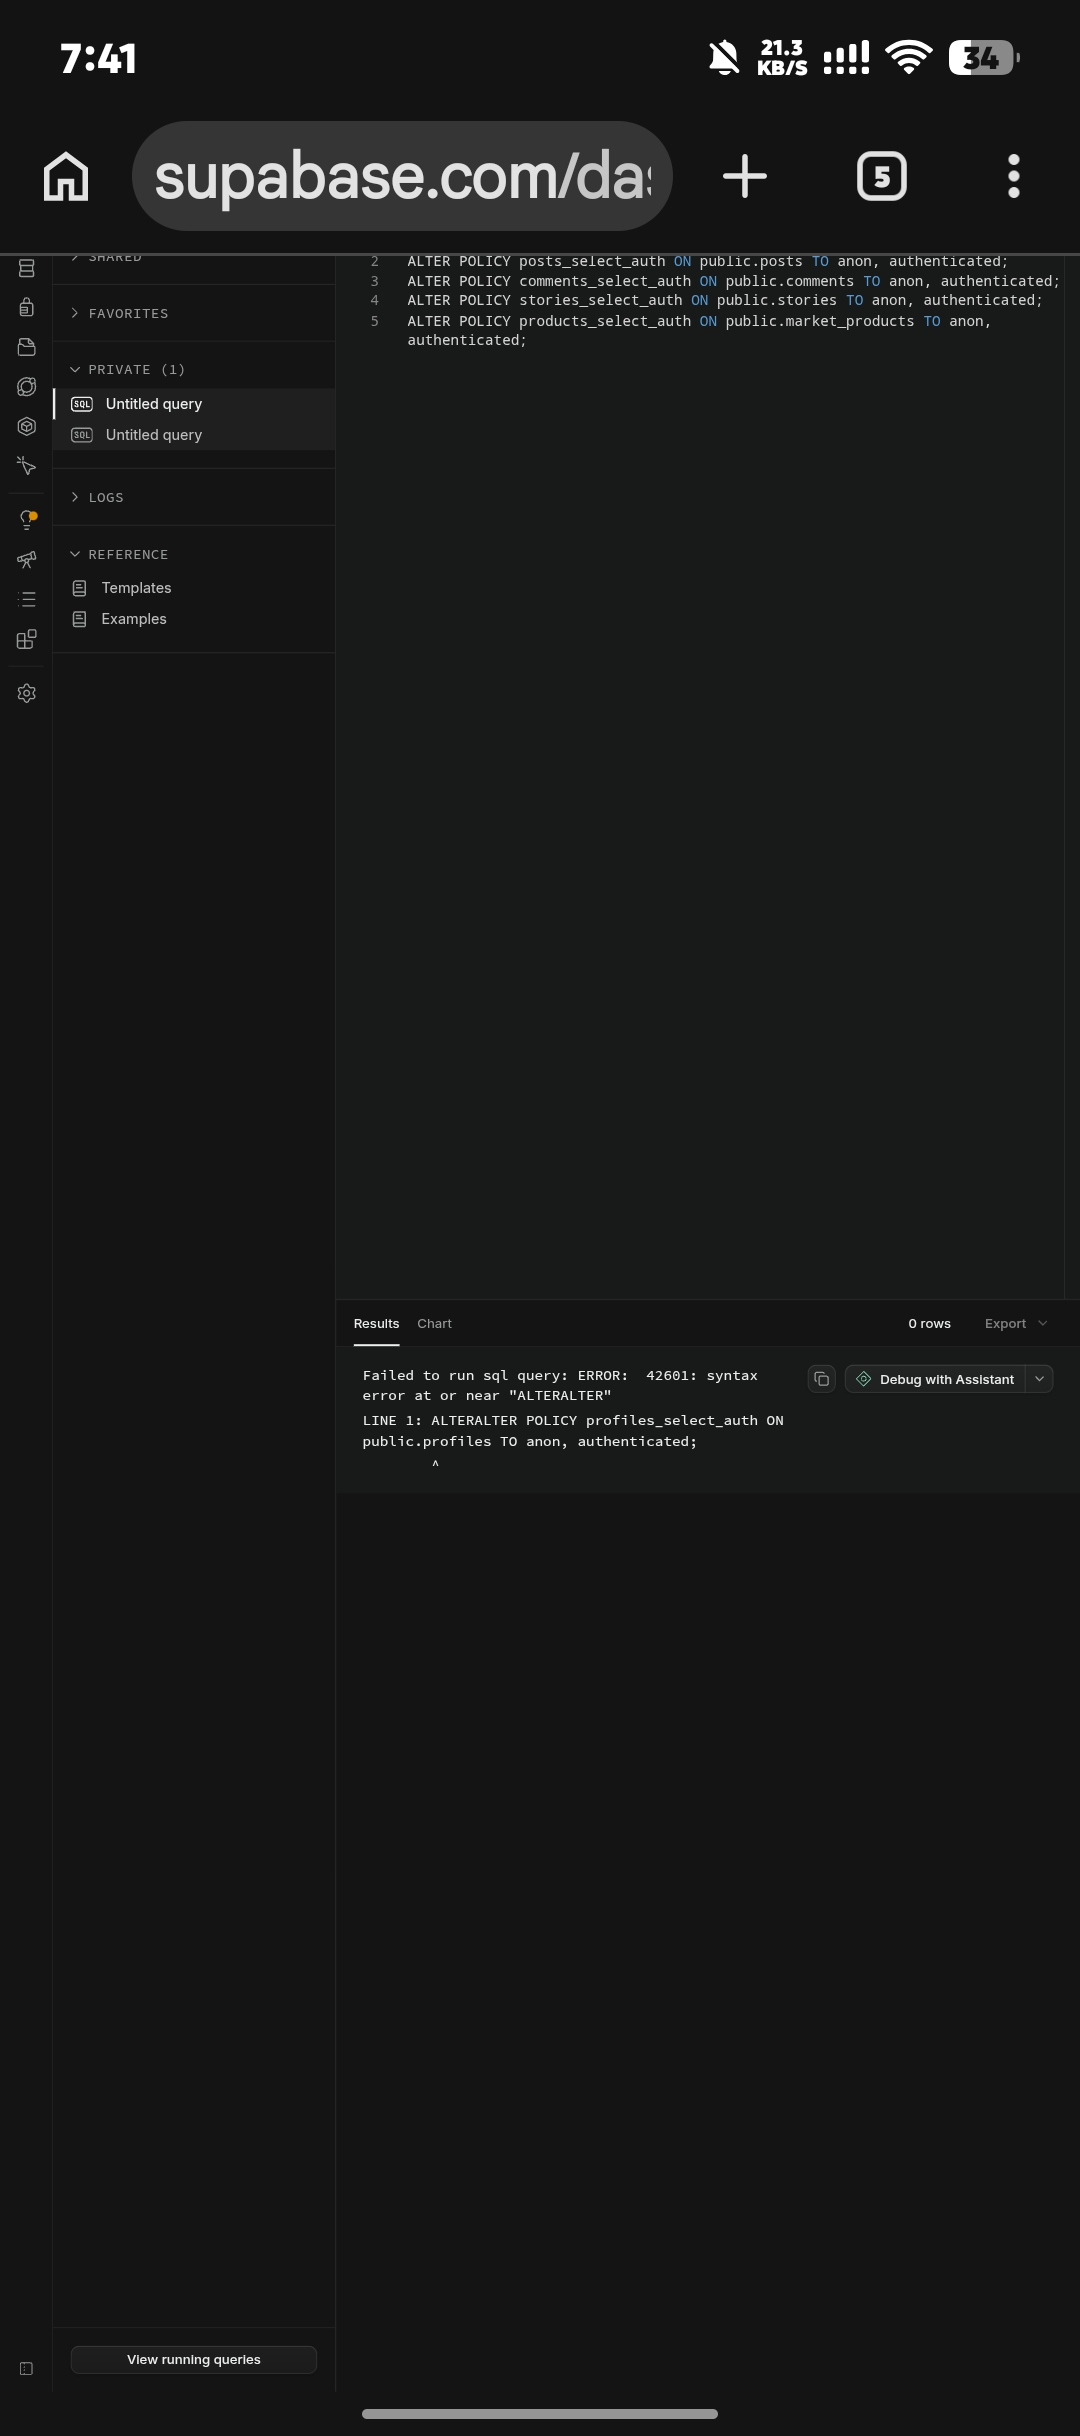 7:41
21.3
KB/S
34
supabase.com/das
5
SHARED
FAVORITES
PRIVATE (1)
SQL Untitled query
SQL Untitled query
LOGS
REFERENCE
Templates
Examples
2 ALTER POLICY posts_select_auth ON public.posts TO anon, authenticated;
3 ALTER POLICY comments_select_auth ON public.comments TO anon, authenticated;
4 ALTER POLICY stories_select_auth ON public.stories TO anon, authenticated;
5 ALTER POLICY products_select_auth ON public.market_products TO anon,
authenticated;
Results Chart 0 rows Export
Failed to run sql query: ERROR:  42601: syntax
error at or near "ALTERALTER"
LINE 1: ALTERALTER POLICY profiles_select_auth ON
public.profiles TO anon, authenticated;
^
Debug with Assistant
View running queries